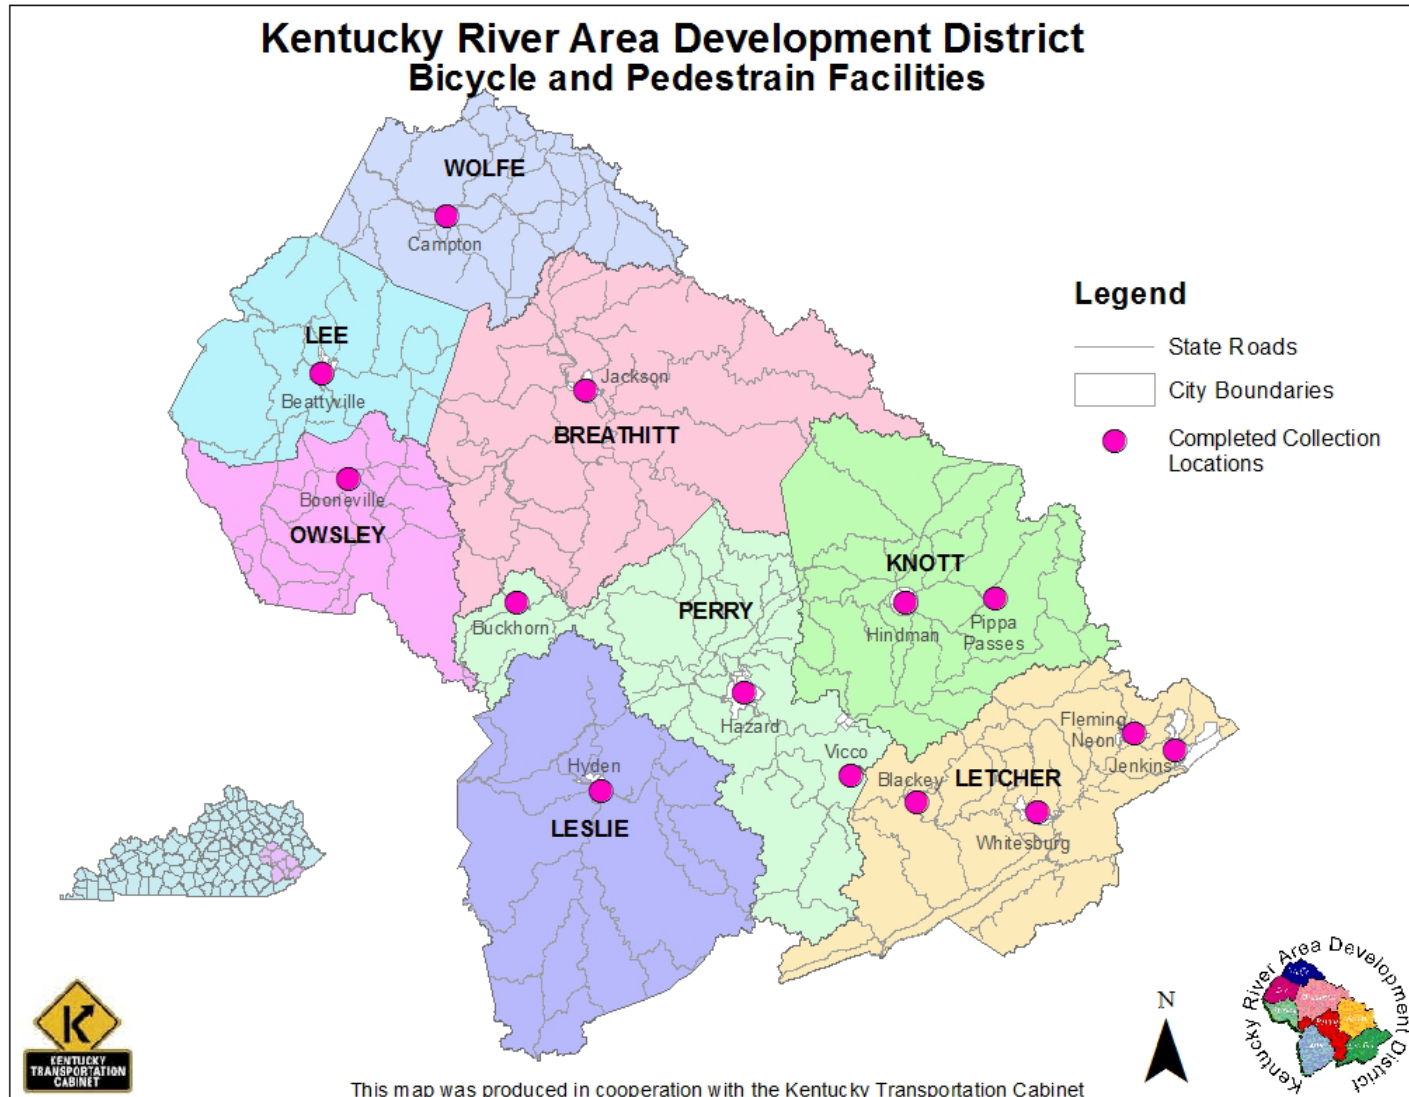 Kentucky River Area Development District
Bicycle and Pedestrain Facilities
WOLFE
Campton
LEE
Beattyville
Jackson
BREATHITT
Booneville
OWSLEY
Buckhorn
PERRY
KNOTT
Hindman
Pippa
Passes
Hazard
Vicco
Fleming
Neon
Jenkins
Blackey
LETCHER
Whitesburg
Hyden
LESLIE
Legend
State Roads
City Boundaries
Completed Collection
Locations
KENTUCKY
TRANSPORTATION
CABINET
N
Kentucky River Area Development District
This map was produced in cooperation with the Kentucky Transportation Cabinet